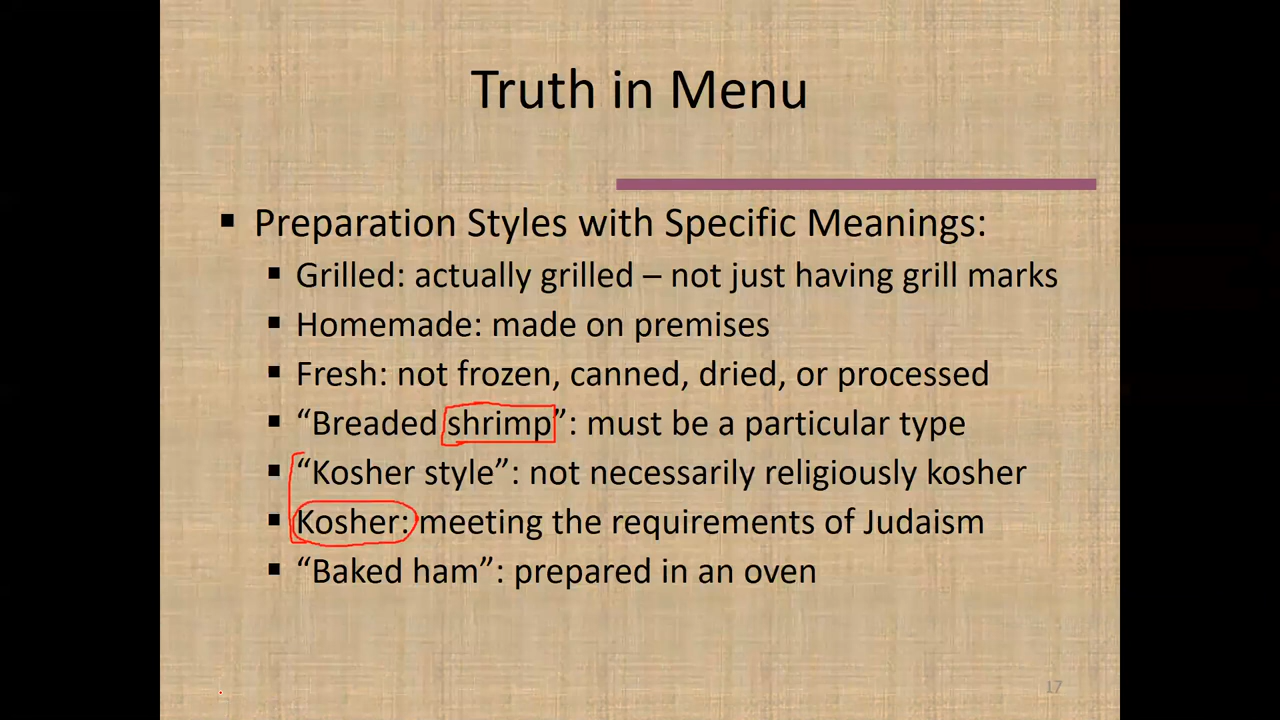 Truth in Menu
▪ Preparation Styles with Specific Meanings:
▪ Grilled: actually grilled – not just having grill marks
▪ Homemade: made on premises
▪ Fresh: not frozen, canned, dried, or processed
▪ “Breaded shrimp”: must be a particular type
▪ “Kosher style”: not necessarily religiously kosher
▪ Kosher: meeting the requirements of Judaism
▪ “Baked ham”: prepared in an oven
17